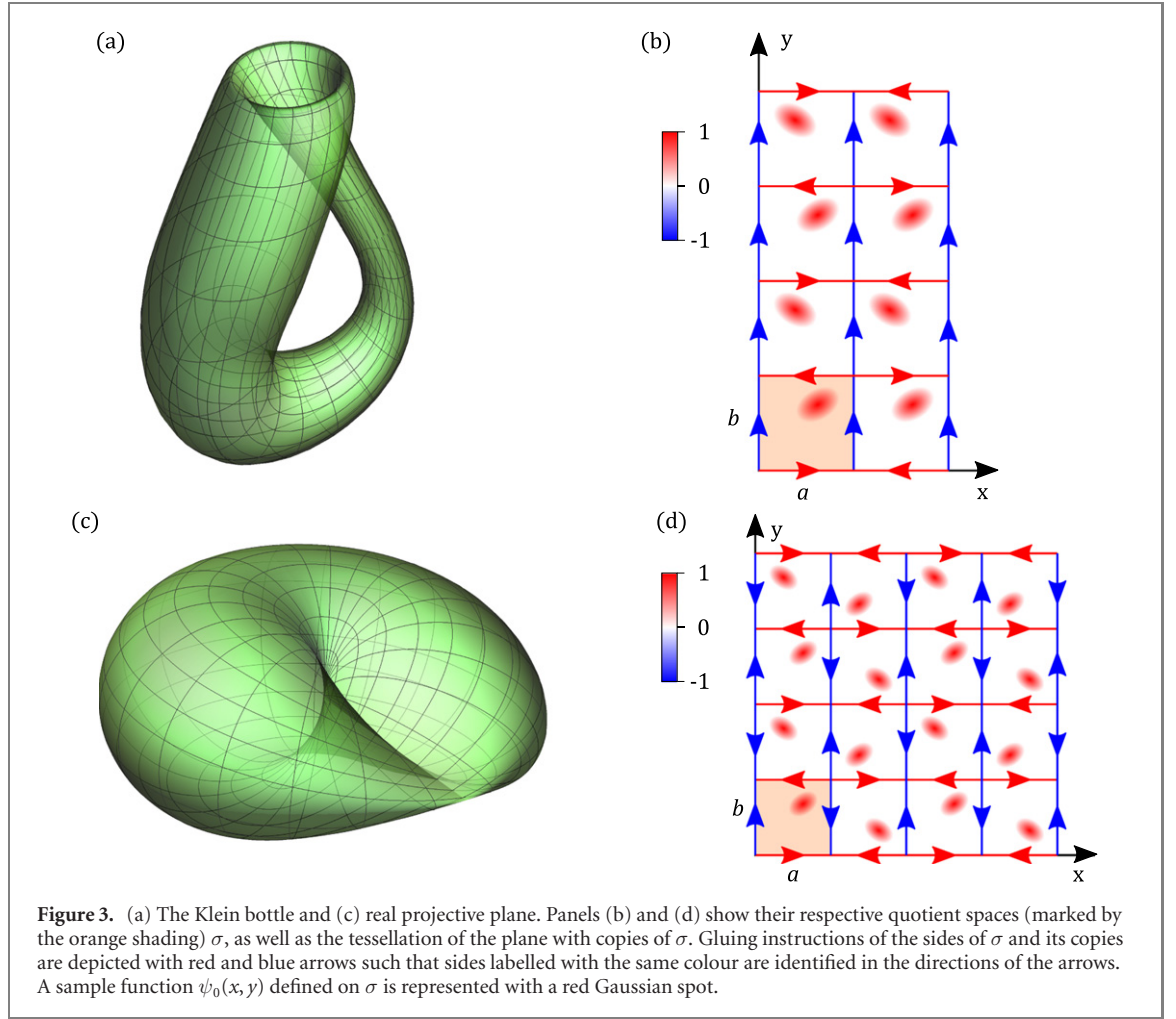 (a)
(b)
y
1
0
-1
b
a
x
(c)
(d)
y
1
0
-1
b
a
x
Figure 3. (a) The Klein bottle and (c) real projective plane. Panels (b) and (d) show their respective quotient spaces (marked by
the orange shading) σ, as well as the tessellation of the plane with copies of σ. Gluing instructions of the sides of σ and its copies
are depicted with red and blue arrows such that sides labelled with the same colour are identified in the directions of the arrows.
A sample function ψ₀(x, y) defined on σ is represented with a red Gaussian spot.